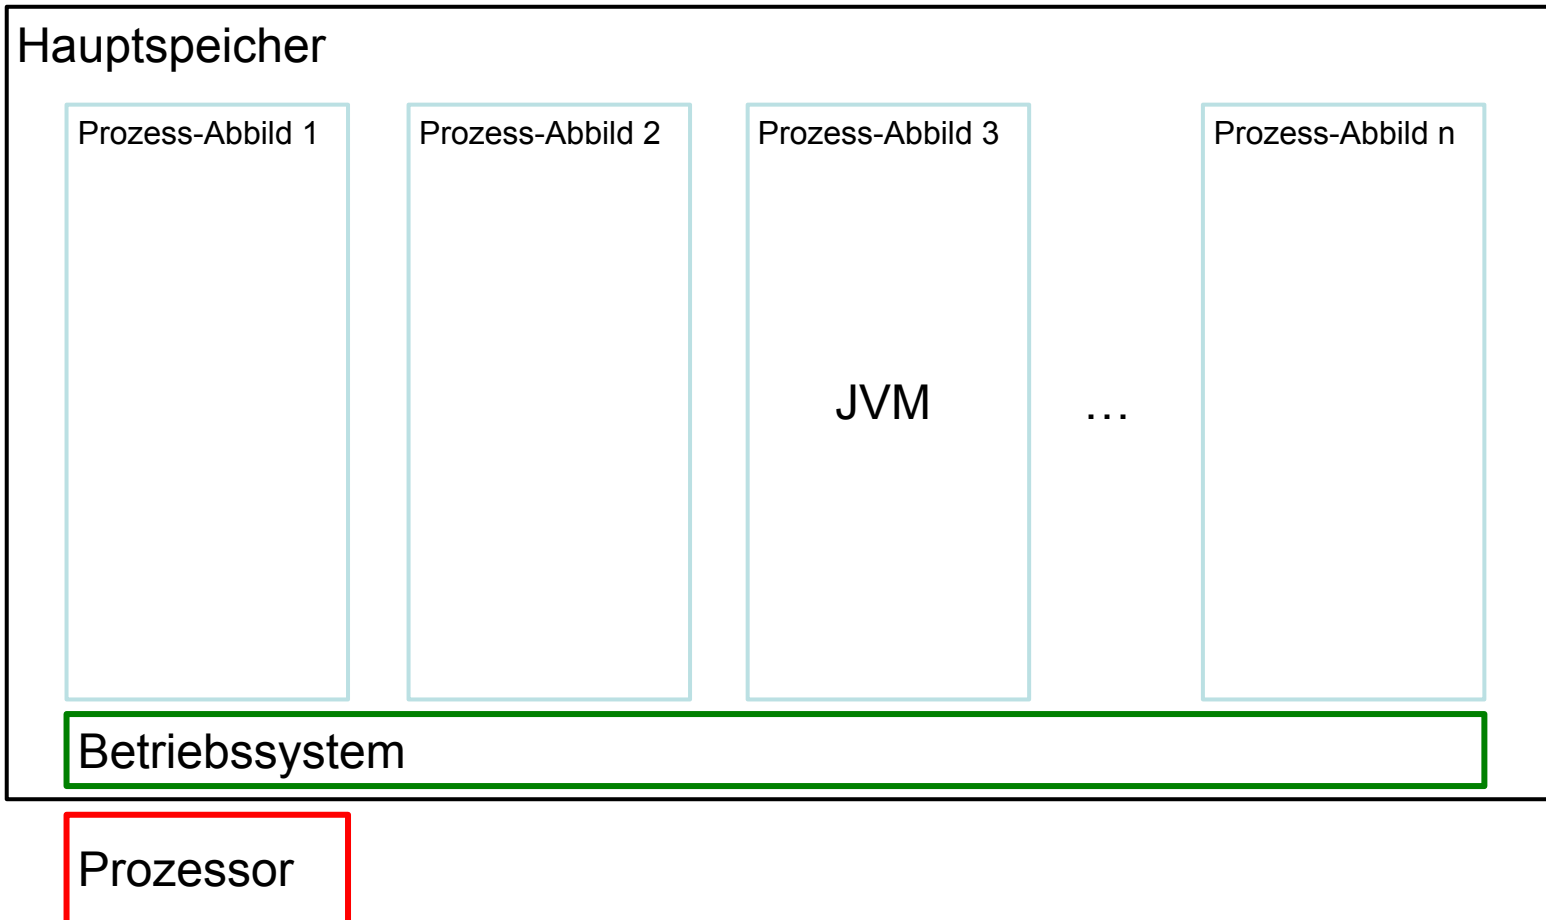 Hauptspeicher
Prozess-Abbild 1
Prozess-Abbild 2
Prozess-Abbild 3
Prozess-Abbild n
JVM
…
Betriebssystem
Prozessor